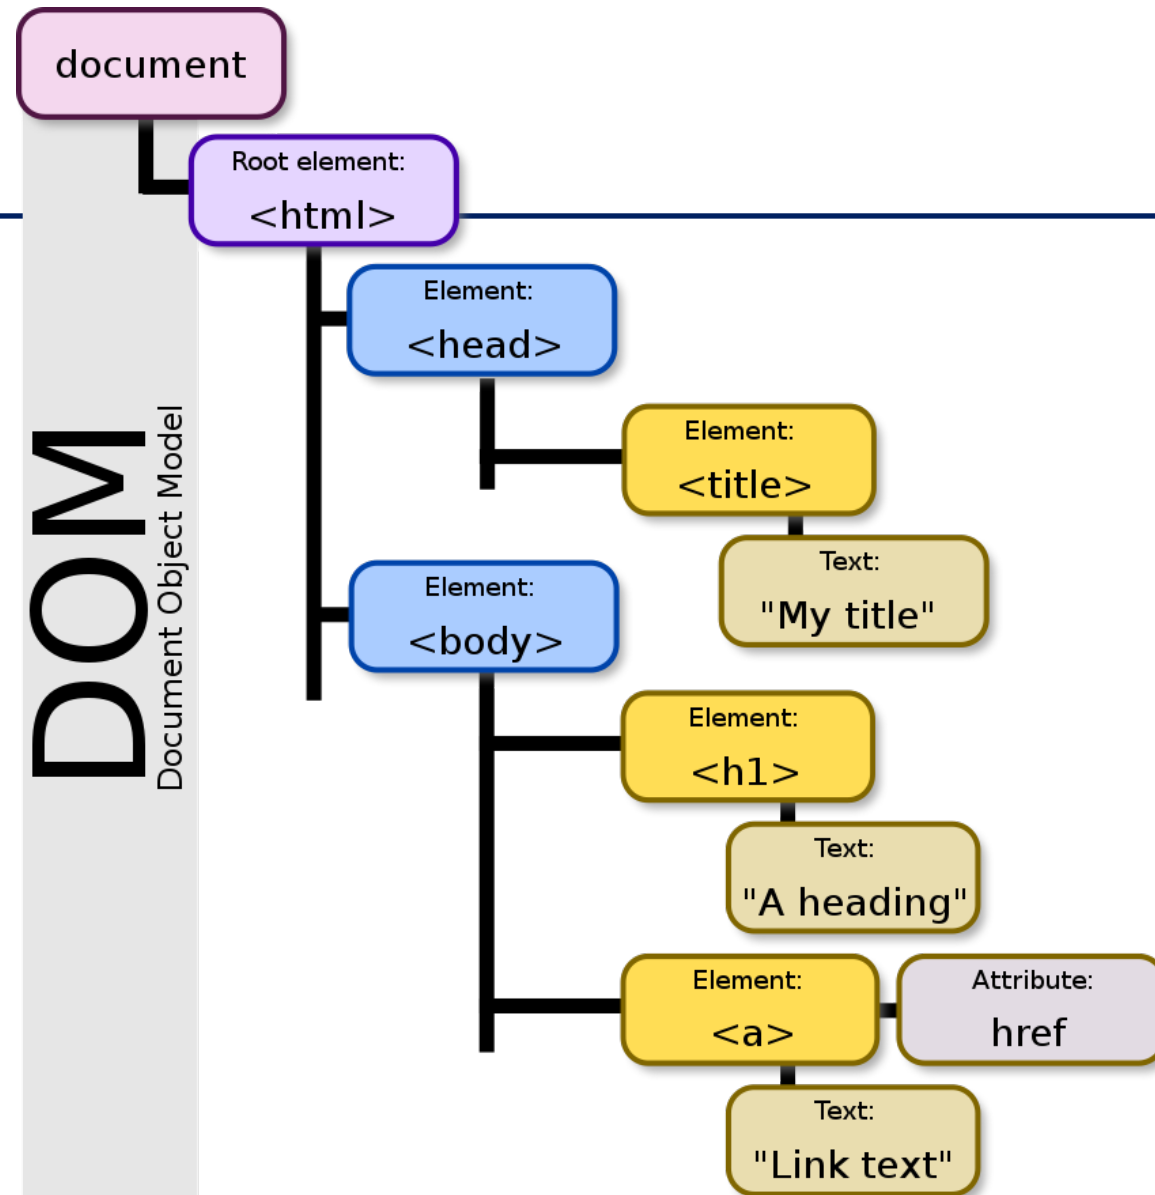 document
Root element:
<html>
Element:
<head>
Element:
<title>
Text:
"My title"
Element:
<body>
Element:
<h1>
Text:
"A heading"
Element:
<a>
Attribute:
href
Text:
"Link text"
DOM
Document Object Model